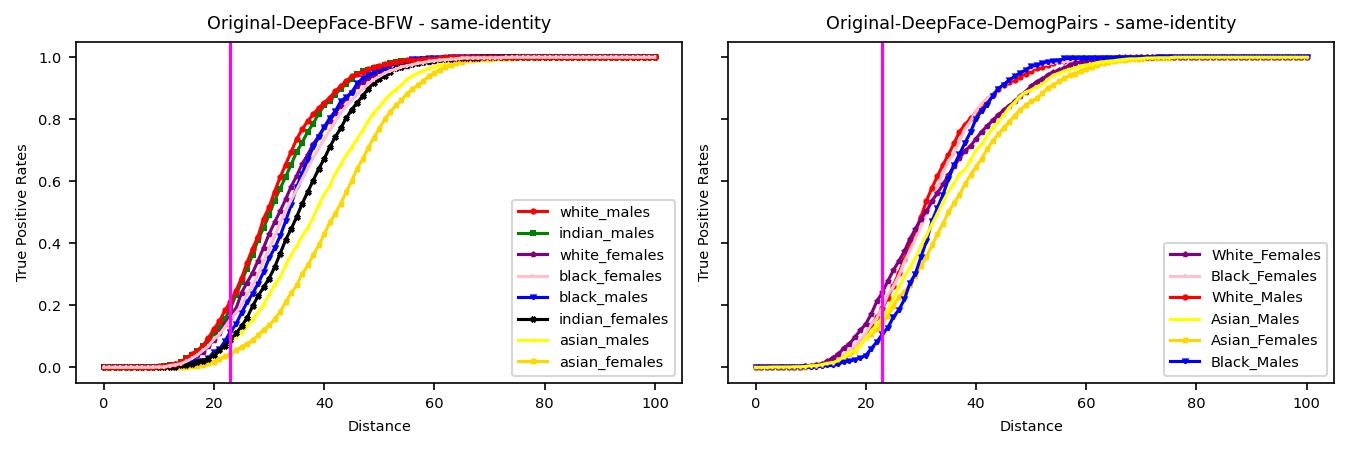 Original-DeepFace-BFW - same-identity
True Positive Rates
1.0
0.8
0.6
0.4
0.2
0.0
0
20
40
60
80
100
Distance
white_males
indian_males
white_females
black_females
black_males
indian_females
asian_males
asian_females
Original-DeepFace-DemogPairs - same-identity
True Positive Rates
0
20
40
60
80
100
Distance
White_Females
Black_Females
White_Males
Asian_Males
Asian_Females
Black_Males